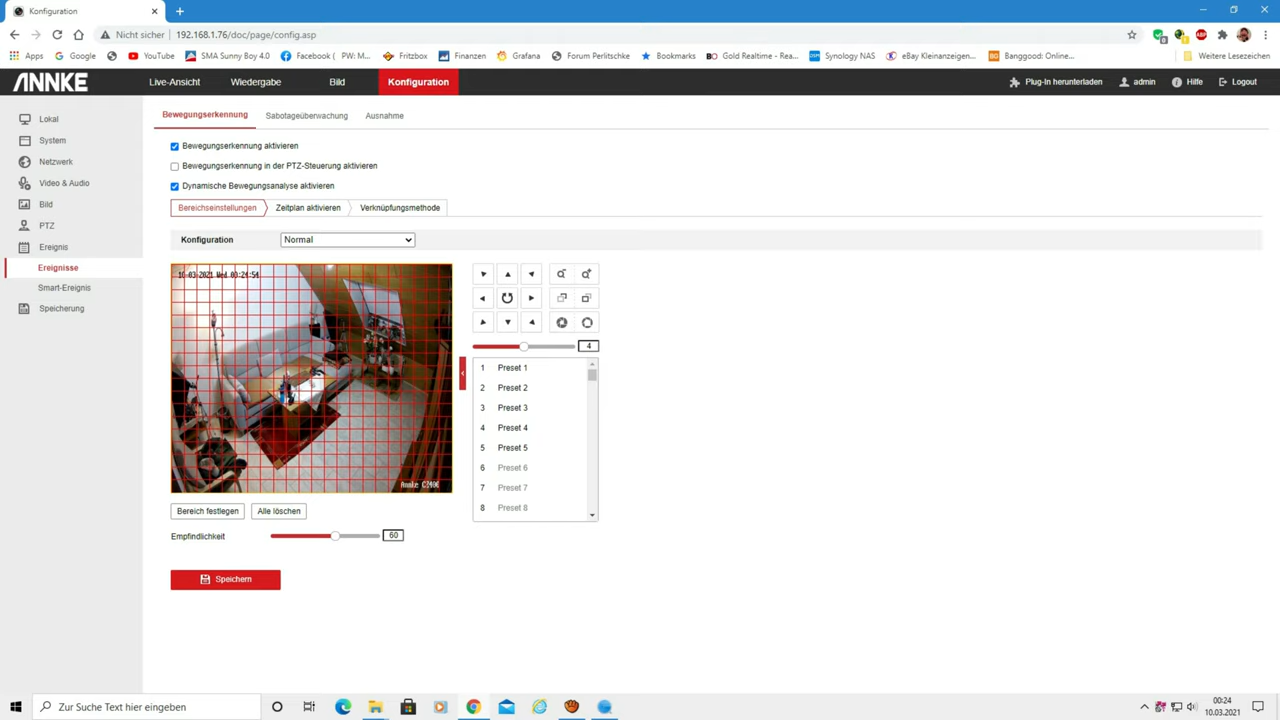 Konfiguration
Nicht sicher 192.168.1.76/doc/page/config.asp
Apps Google YouTube SMA Sunny Boy 4.0 Facebook ( PW: M... Fritzbox Finanzen Grafana Forum Perlitschke Bookmarks Gold Realtime - Rea... Synology NAS eBay Kleinanzeigen... Banggood: Onlin... Weitere Lesezeichen
ANNKE Live-Ansicht Wiedergabe Bild Konfiguration Plug-In herunterladen admin Hilfe Logout
Lokal
System
Netzwerk
Video & Audio
Bild
PTZ
Ereignis
Ereignisse
Smart-Ereignis
Speicherung
Bewegungserkennung Sabotageüberwachung Ausnahme
Bewegungserkennung aktivieren
Bewegungserkennung in der PTZ-Steuerung aktivieren
Dynamische Bewegungsanalyse aktivieren
Bereichseinstellungen Zeitplan aktivieren Verknüpfungsmethode
Konfiguration Normal
10-03-2021 Wed 00:24:54
Annke CZ400
4
1 Preset 1
2 Preset 2
3 Preset 3
4 Preset 4
5 Preset 5
6 Preset 6
7 Preset 7
8 Preset 8
Bereich festlegen Alle löschen
Empfindlichkeit 60
Speichern
Zur Suche Text hier eingeben
00:24
10.03.2021